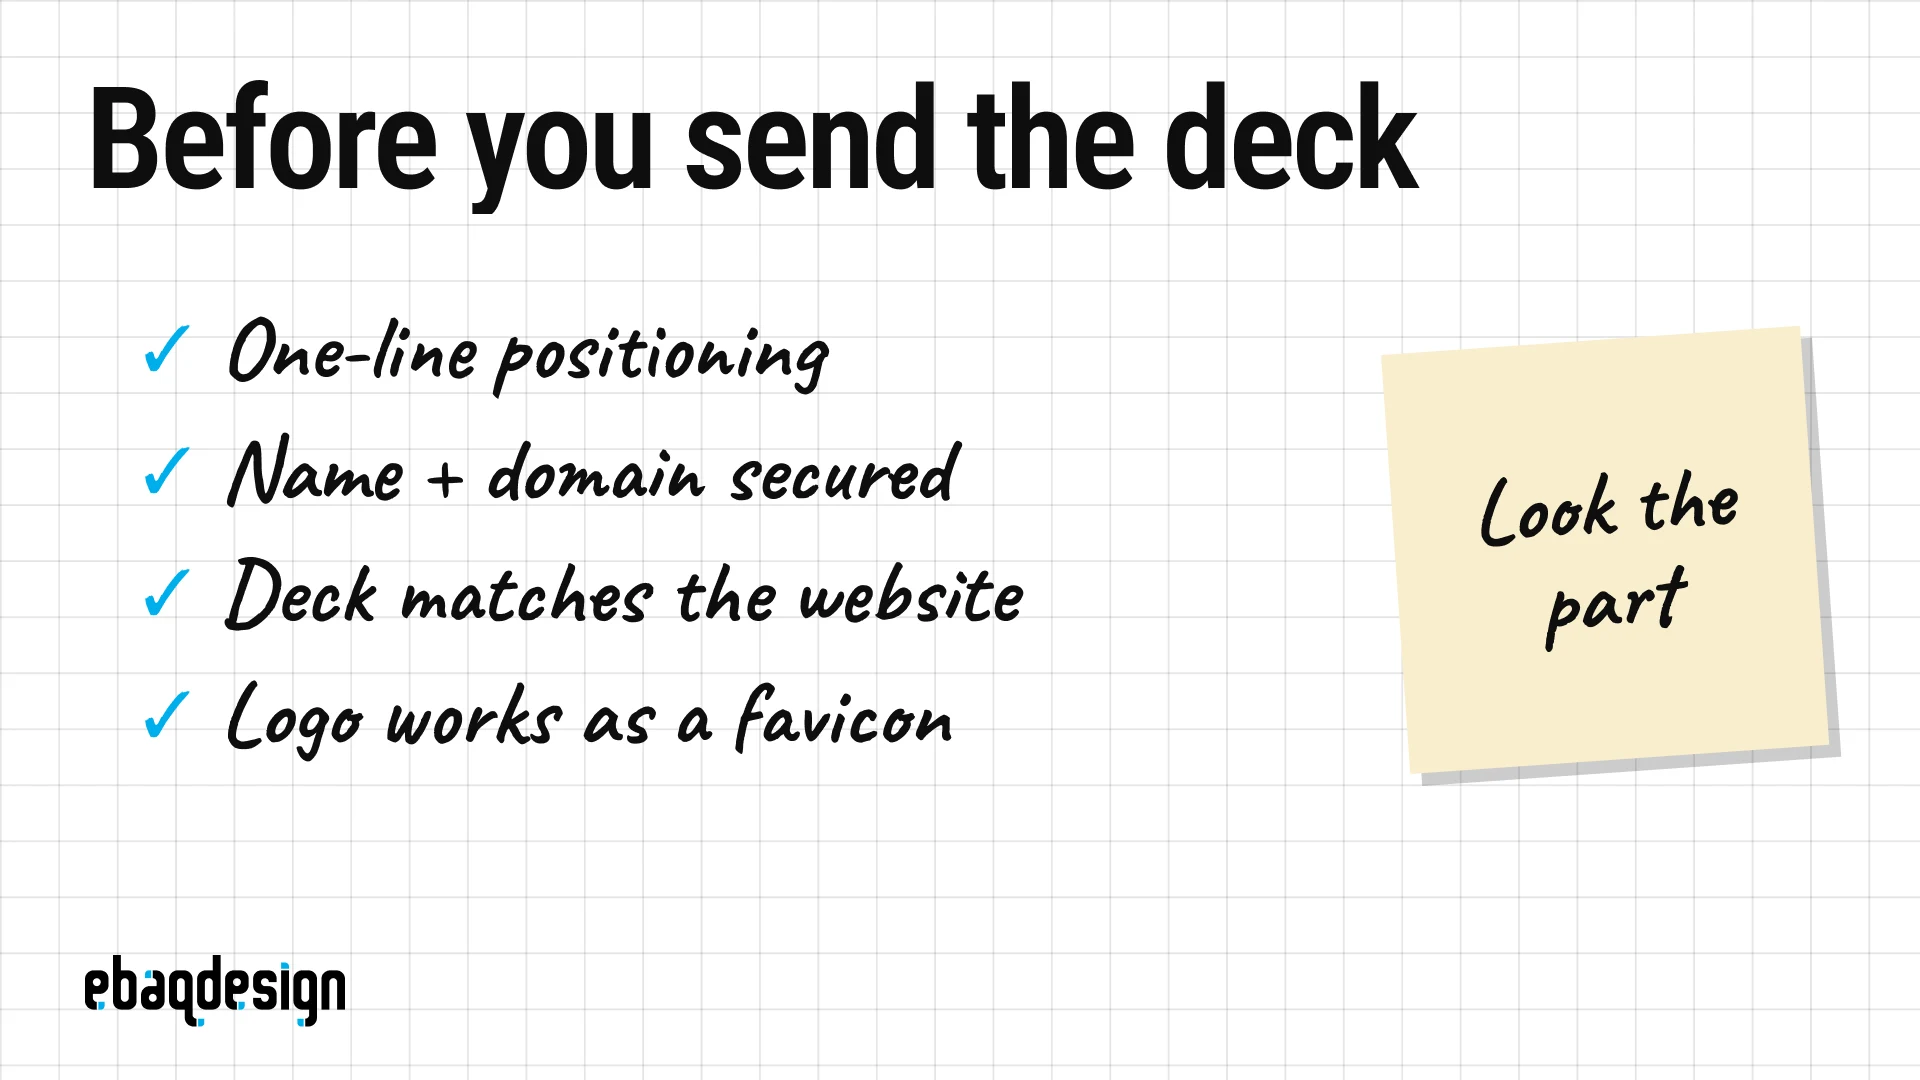 Before you send the deck
✓ One-line positioning
✓ Name + domain secured
✓ Deck matches the website
✓ Logo works as a favicon
Look the
part
ebaqdesign